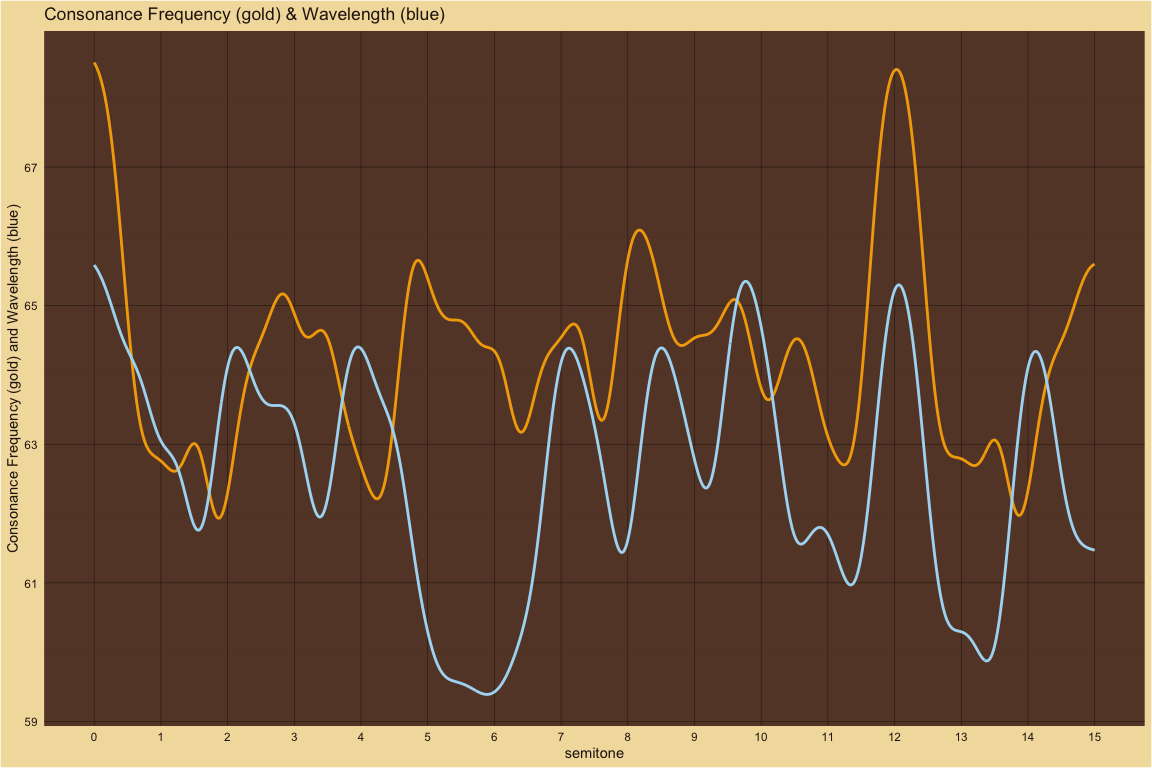 Consonance Frequency (gold) & Wavelength (blue)
Consonance Frequency (gold) and Wavelength (blue)
67
65
63
61
59
0 1 2 3 4 5 6 7 8 9 10 11 12 13 14 15
semitone